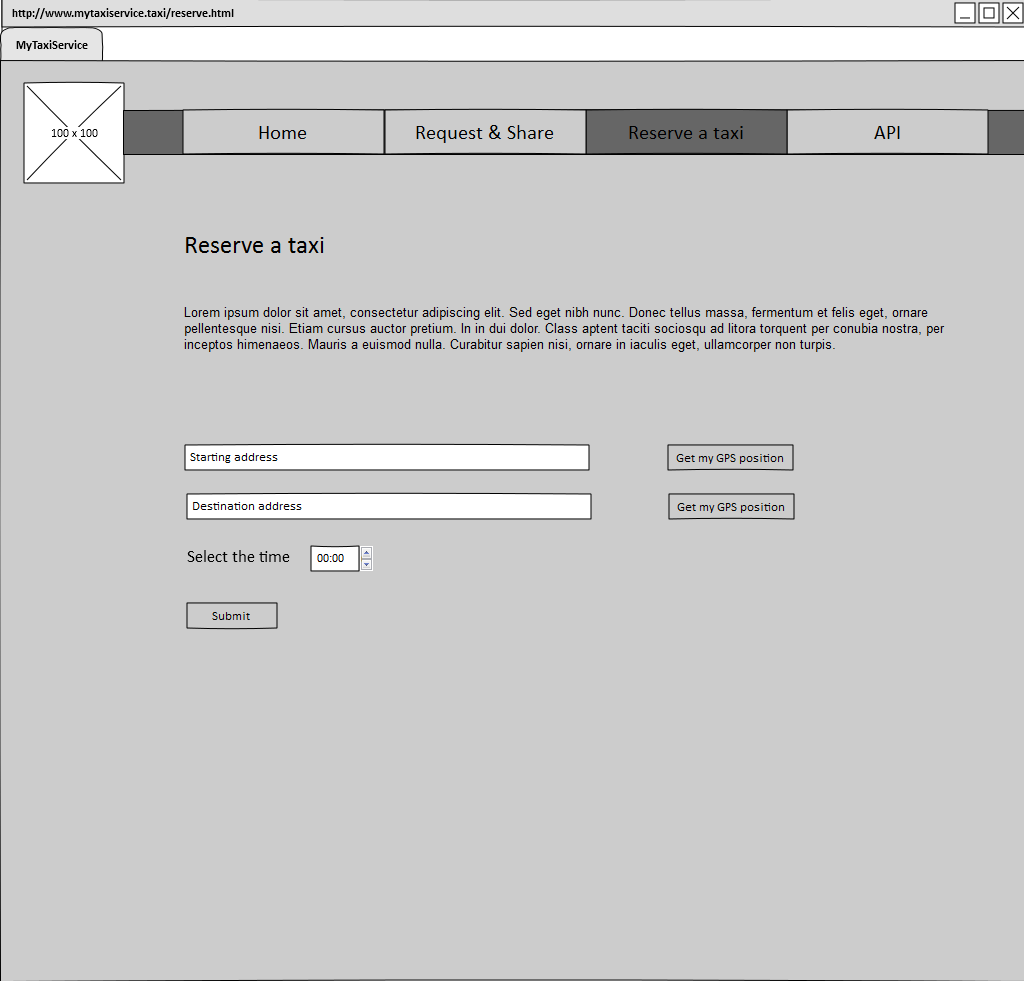 http://www.mytaxiservice.taxi/reserve.html
MyTaxiService
100 x 100
Home
Request & Share
Reserve a taxi
API
Reserve a taxi
Lorem ipsum dolor sit amet, consectetur adipiscing elit. Sed eget nibh nunc. Donec tellus massa, fermentum et felis eget, ornare
pellentesque nisi. Etiam cursus auctor pretium. In in dui dolor. Class aptent taciti sociosqu ad litora torquent per conubia nostra, per
inceptos himenaeos. Mauris a euismod nulla. Curabitur sapien nisi, ornare in iaculis eget, ullamcorper non turpis.
Starting address
Get my GPS position
Destination address
Get my GPS position
Select the time
00:00
Submit